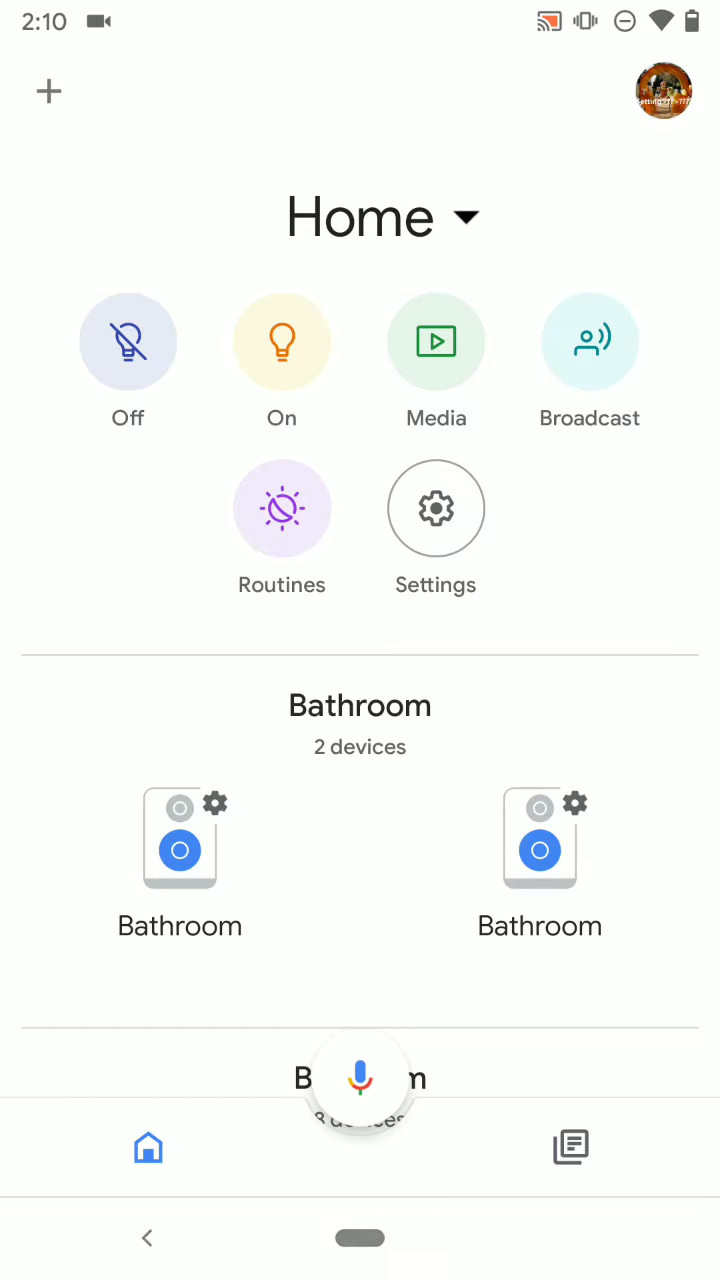 2:10
Home
Off
On
Media
Broadcast
Routines
Settings
Bathroom
2 devices
Bathroom
Bathroom